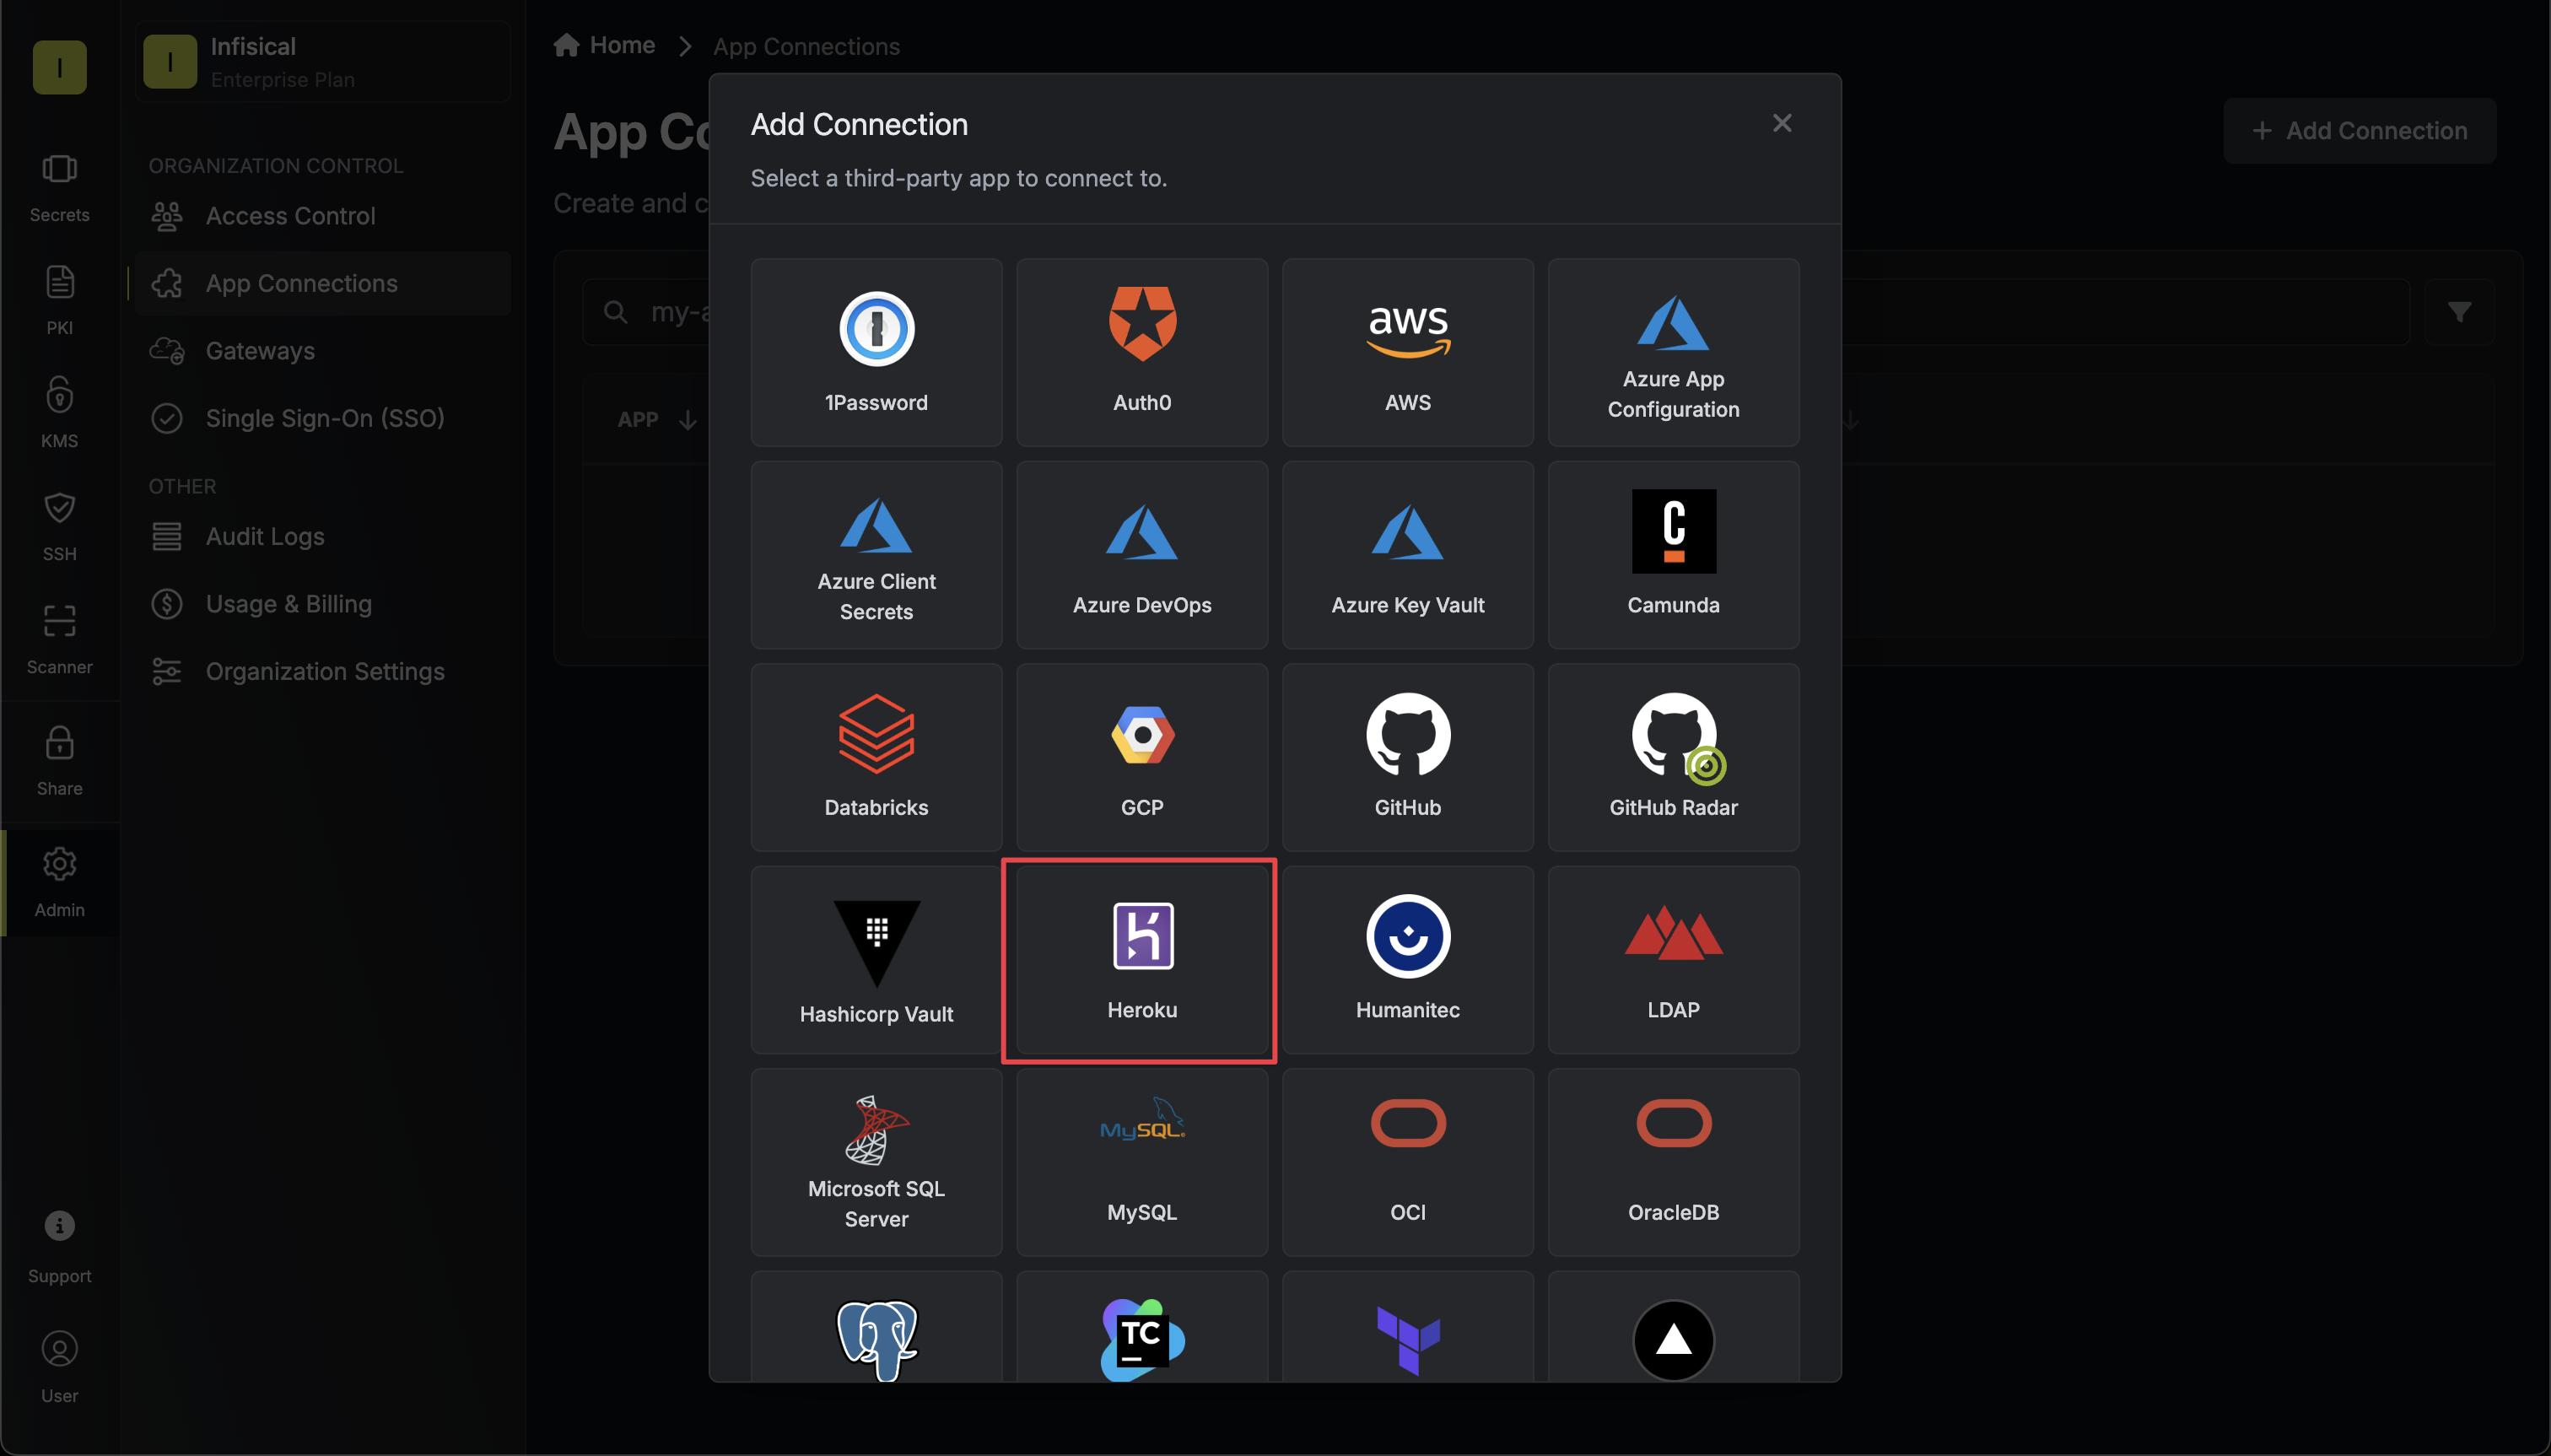 I
Secrets
PKI
KMS
SSH
Scanner
Share
Admin
Support
User
I
Infisical
Enterprise Plan
ORGANIZATION CONTROL
Access Control
App Connections
Gateways
Single Sign-On (SSO)
OTHER
Audit Logs
Usage & Billing
Organization Settings
Home
App Connections
App Co
Create and c
+ Add Connection
my-a
APP
Add Connection
Select a third-party app to connect to.
1Password
Auth0
aws
AWS
Azure App
Configuration
Azure Client
Secrets
Azure DevOps
Azure Key Vault
C
Camunda
Databricks
GCP
GitHub
GitHub Radar
Hashicorp Vault
Heroku
Humanitec
LDAP
Microsoft SQL
Server
MySQL
MySQL
OCI
OracleDB
TC